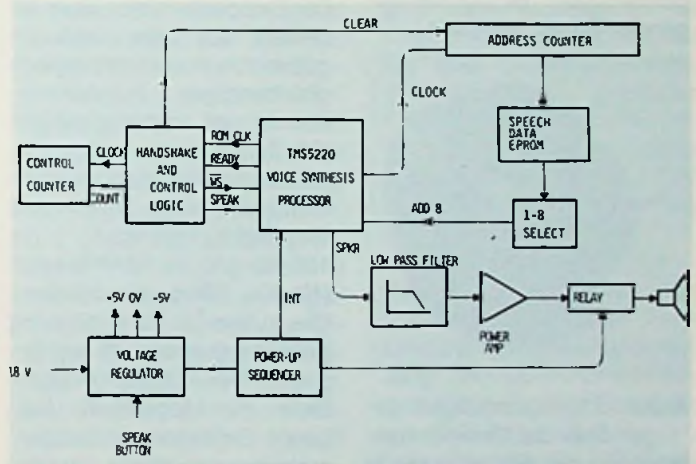 CLEAR
ADDRESS COUNTER
CLOCK
SPEECH
DATA
EPROM
1-8
SELECT
ADD 8
CONTROL
COUNTER
CLOCK
COUNT
HANDSHAKE
AND
CONTROL
LOGIC
ROM CLK
READY
WS
SPEAK
TMS5220
VOICE SYNTHESIS
PROCESSOR
SPKR
LOW PASS FILTER
POWER
AMP
RELAY
INT
-5V 0V -5V
VOLTAGE
REGULATOR
POWER-UP
SEQUENCER
18 V
SPEAK
BUTTON